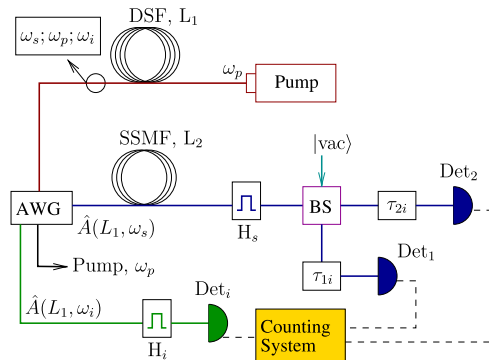 DSF, L₁
ωₛ; ωₚ; ωᵢ
ωₚ
Pump
SSMF, L₂
|vac⟩
Det₂
AWG
BS
τ₂ᵢ
Â(L₁, ωₛ)
Hₛ
Det₁
Pump, ωₚ
τ₁ᵢ
Â(L₁, ωᵢ)
Detᵢ
Hᵢ
Counting
System